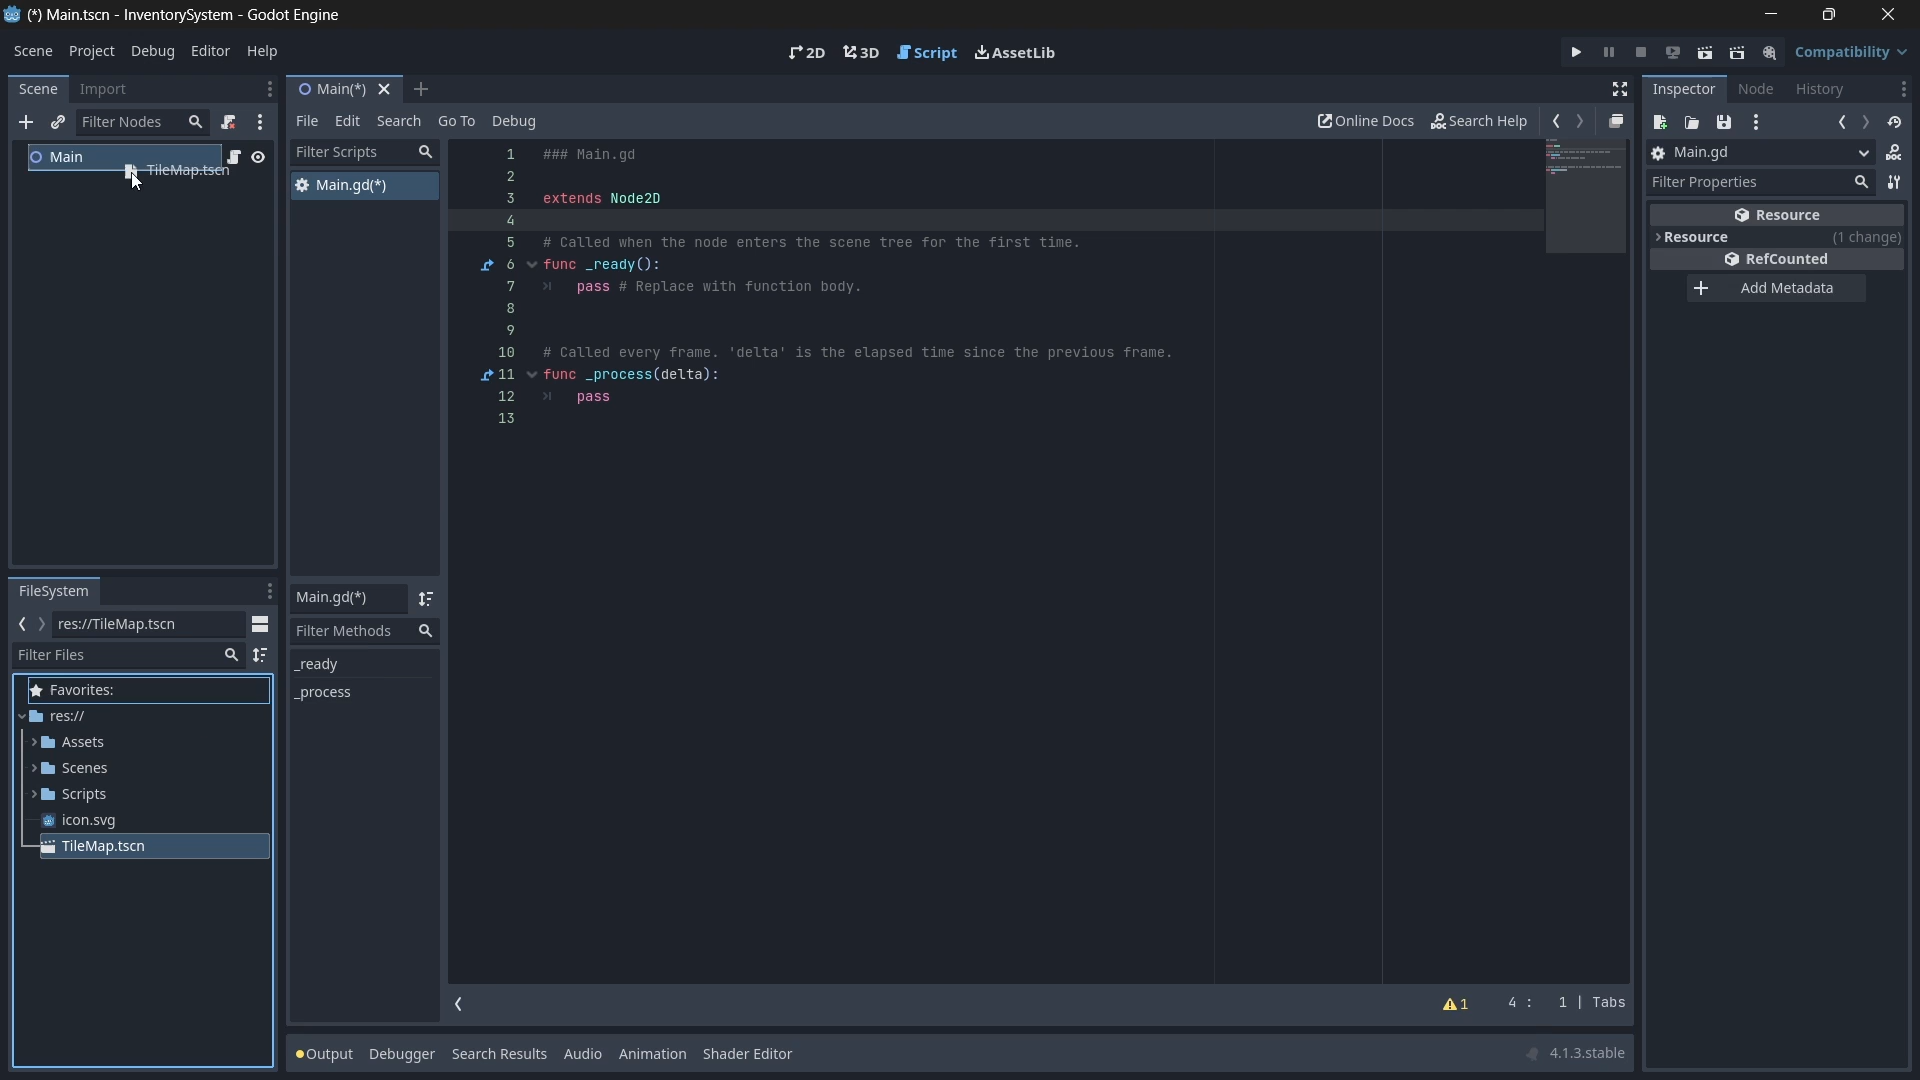 (*) Main.tscn - InventorySystem - Godot Engine
Scene Project Debug Editor Help
2D 3D Script AssetLib
Compatibility
Scene Import
Filter Nodes
Main
TileMap.tscn
Main(*)
File Edit Search Go To Debug
Online Docs Search Help
Filter Scripts
Main.gd(*)
1 ### Main.gd
2
3 extends Node2D
4
5 # Called when the node enters the scene tree for the first time.
6 func _ready():
7 pass # Replace with function body.
8
9
10 # Called every frame. 'delta' is the elapsed time since the previous frame.
11 func _process(delta):
12 pass
13
Main.gd(*)
Filter Methods
_ready
_process
1 4 : 1 | Tabs
FileSystem
res://TileMap.tscn
Filter Files
Favorites:
res://
Assets
Scenes
Scripts
icon.svg
TileMap.tscn
Output Debugger Search Results Audio Animation Shader Editor
4.1.3.stable
Inspector Node History
Main.gd
DOC
Filter Properties
Resource
Resource (1 change)
RefCounted
Add Metadata